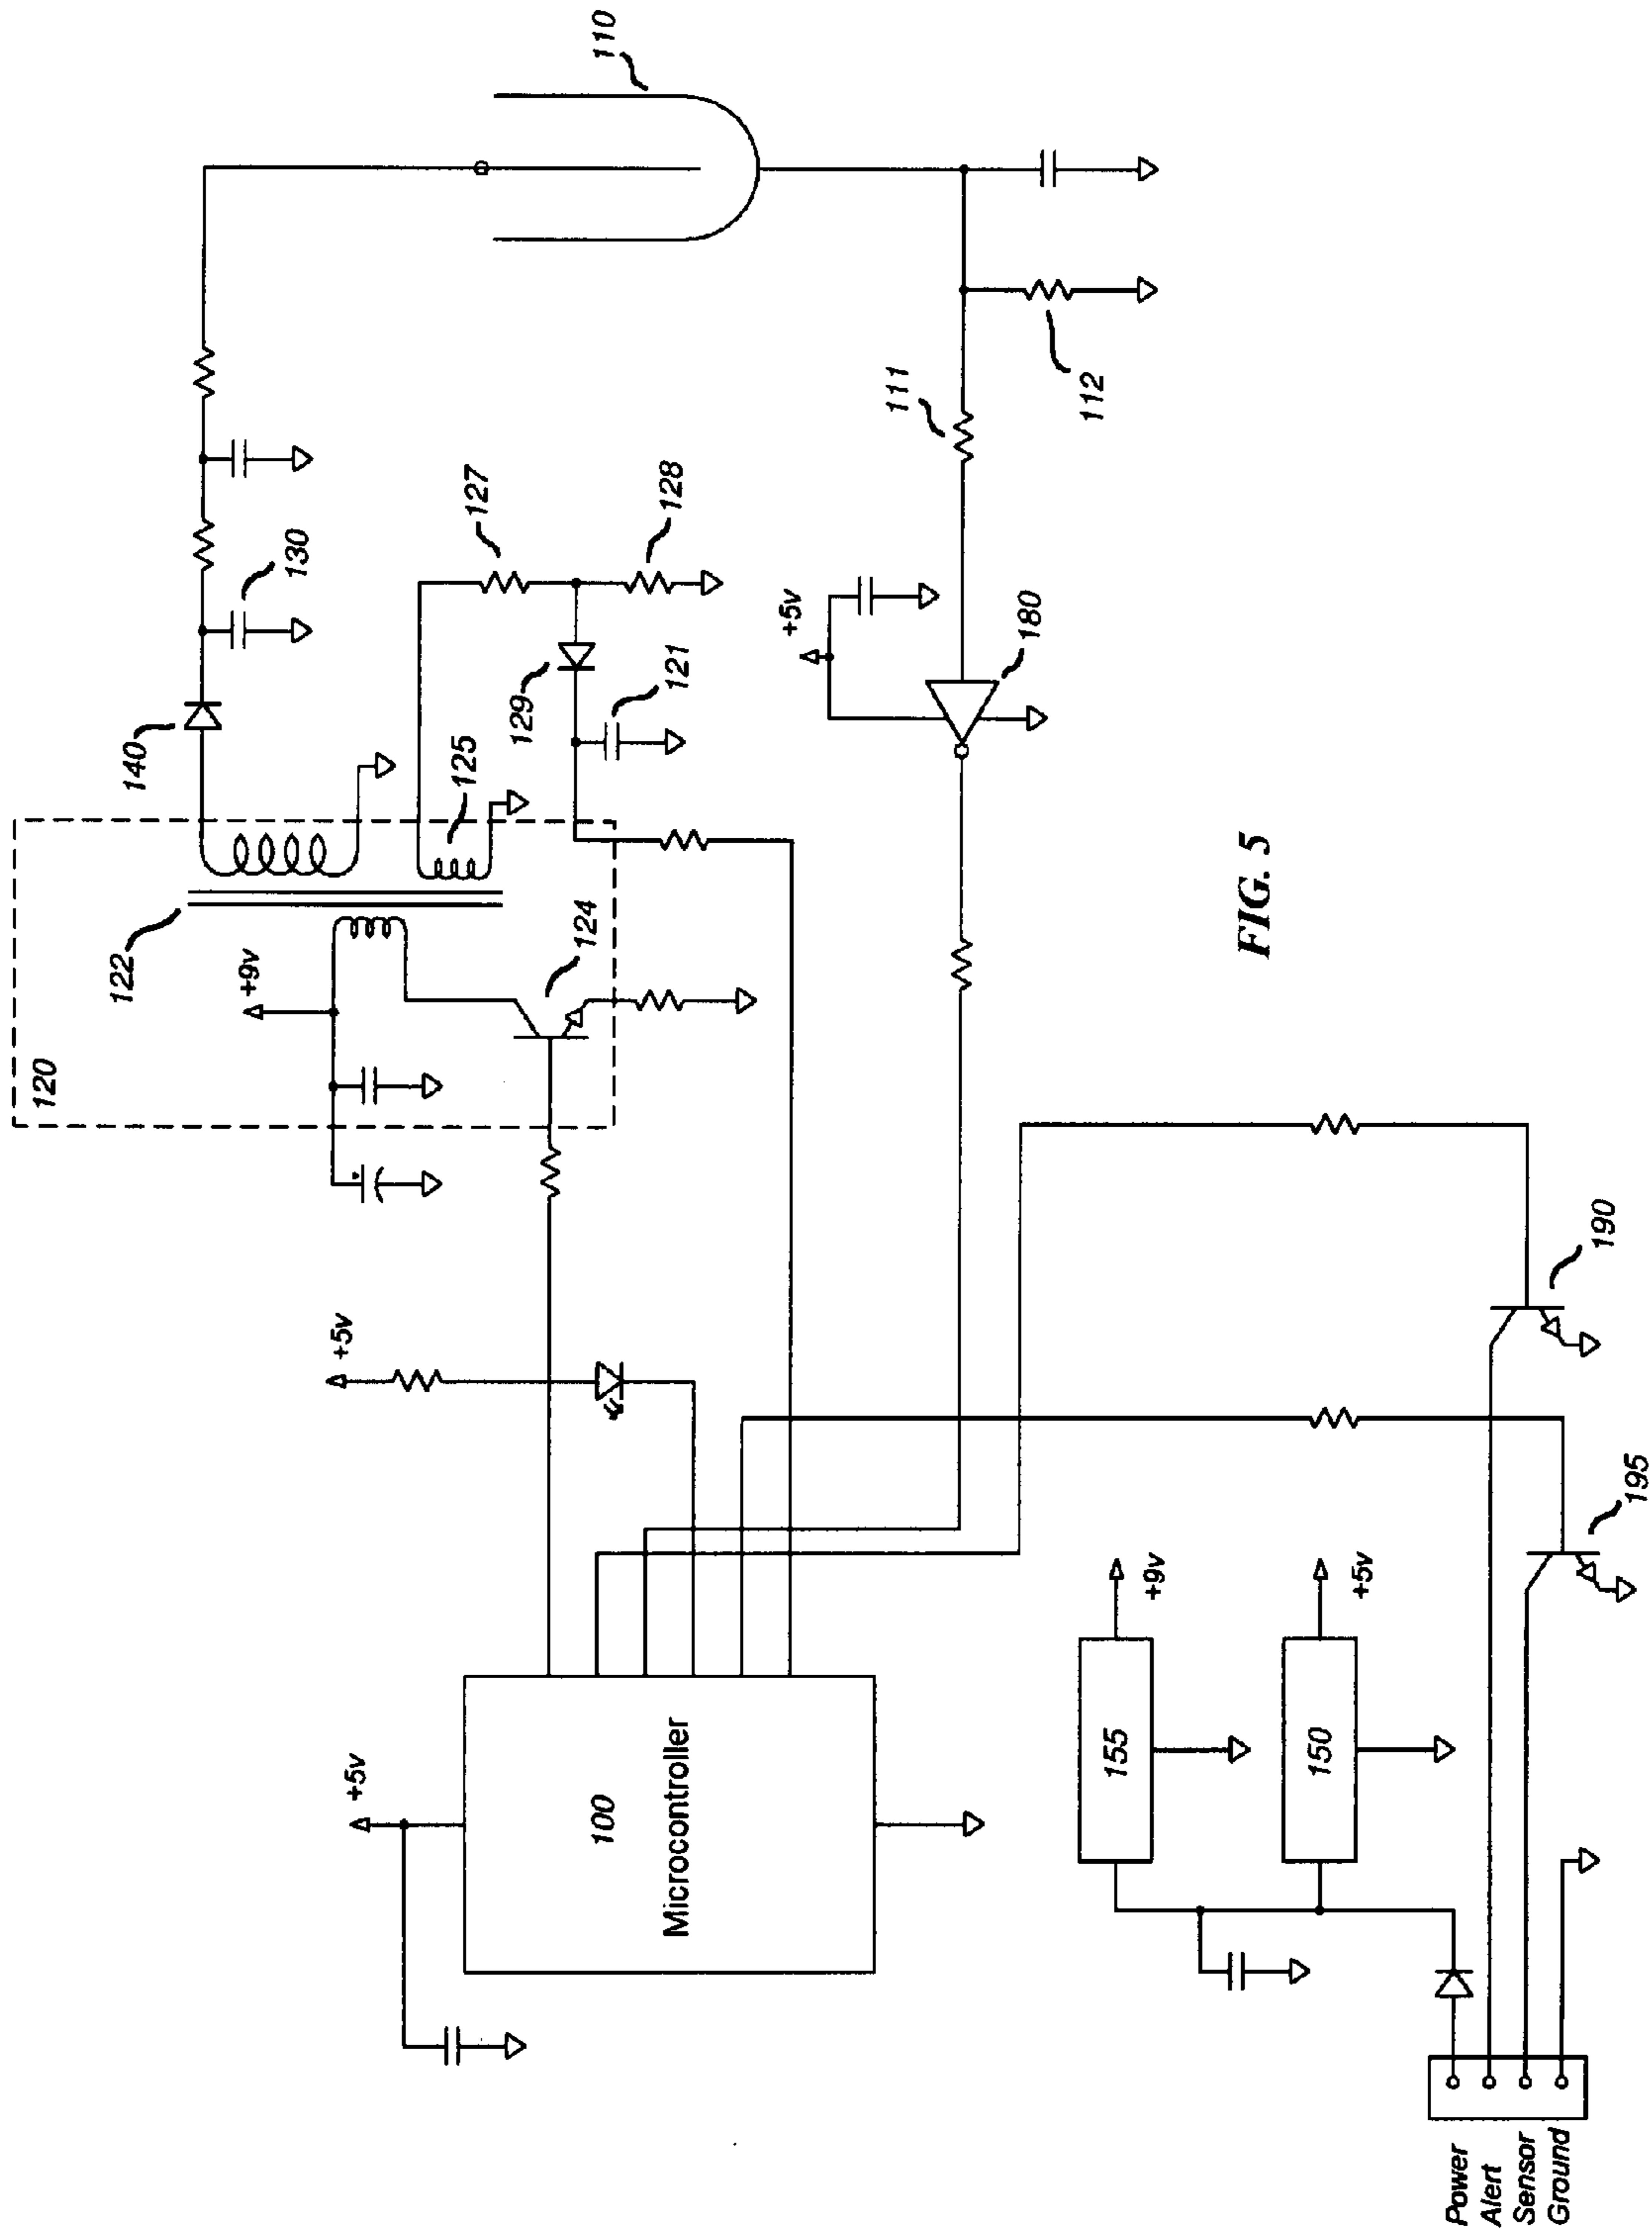 120
122
+9v
124
140
125
130
127
129
121
128
110
111
112
+5v
180
+5v
+5v
100
Microcontroller
155
+9v
150
+5v
190
195
Power
Alert
Sensor
Ground
FIG. 5